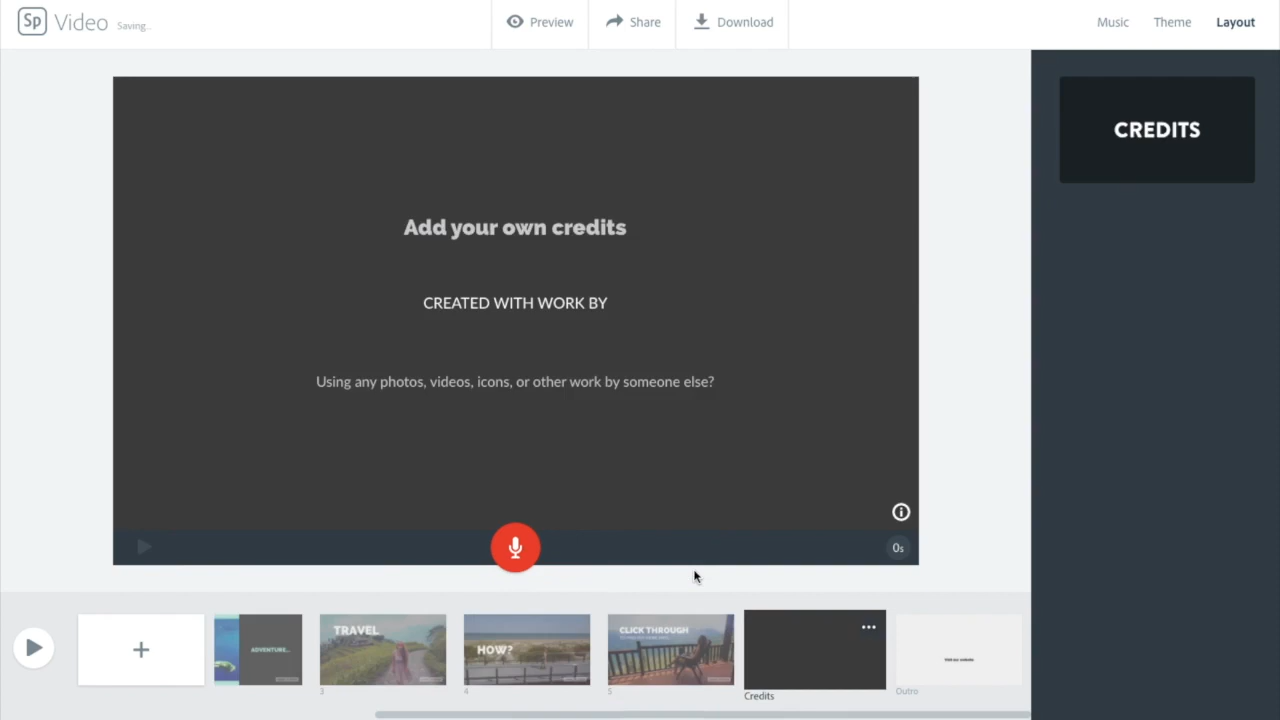 Sp Video Saving...
Preview
Share
Download
Music
Theme
Layout
CREDITS
Add your own credits
CREATED WITH WORK BY
Using any photos, videos, icons, or other work by someone else?
0s
ADVENTURE...
TRAVEL
HOW?
CLICK THROUGH
3
4
5
Credits
Outro